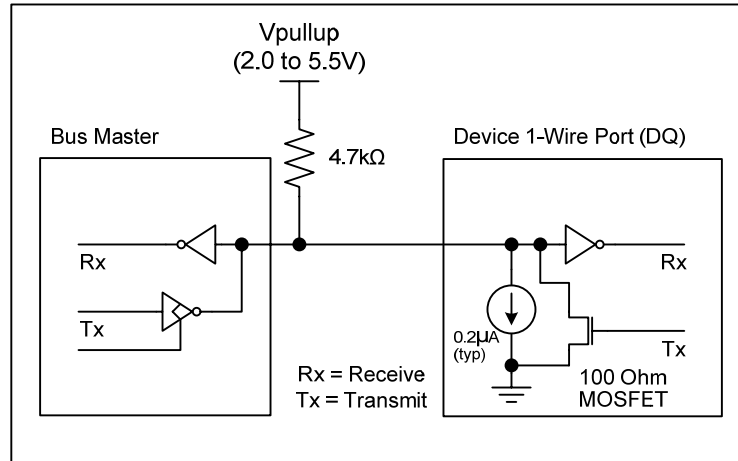 Vpullup
(2.0 to 5.5V)
Bus Master
4.7kΩ
Device 1-Wire Port (DQ)
Rx
Tx
Rx
0.2µA
(typ)
Tx
Rx = Receive
Tx = Transmit
100 Ohm
MOSFET